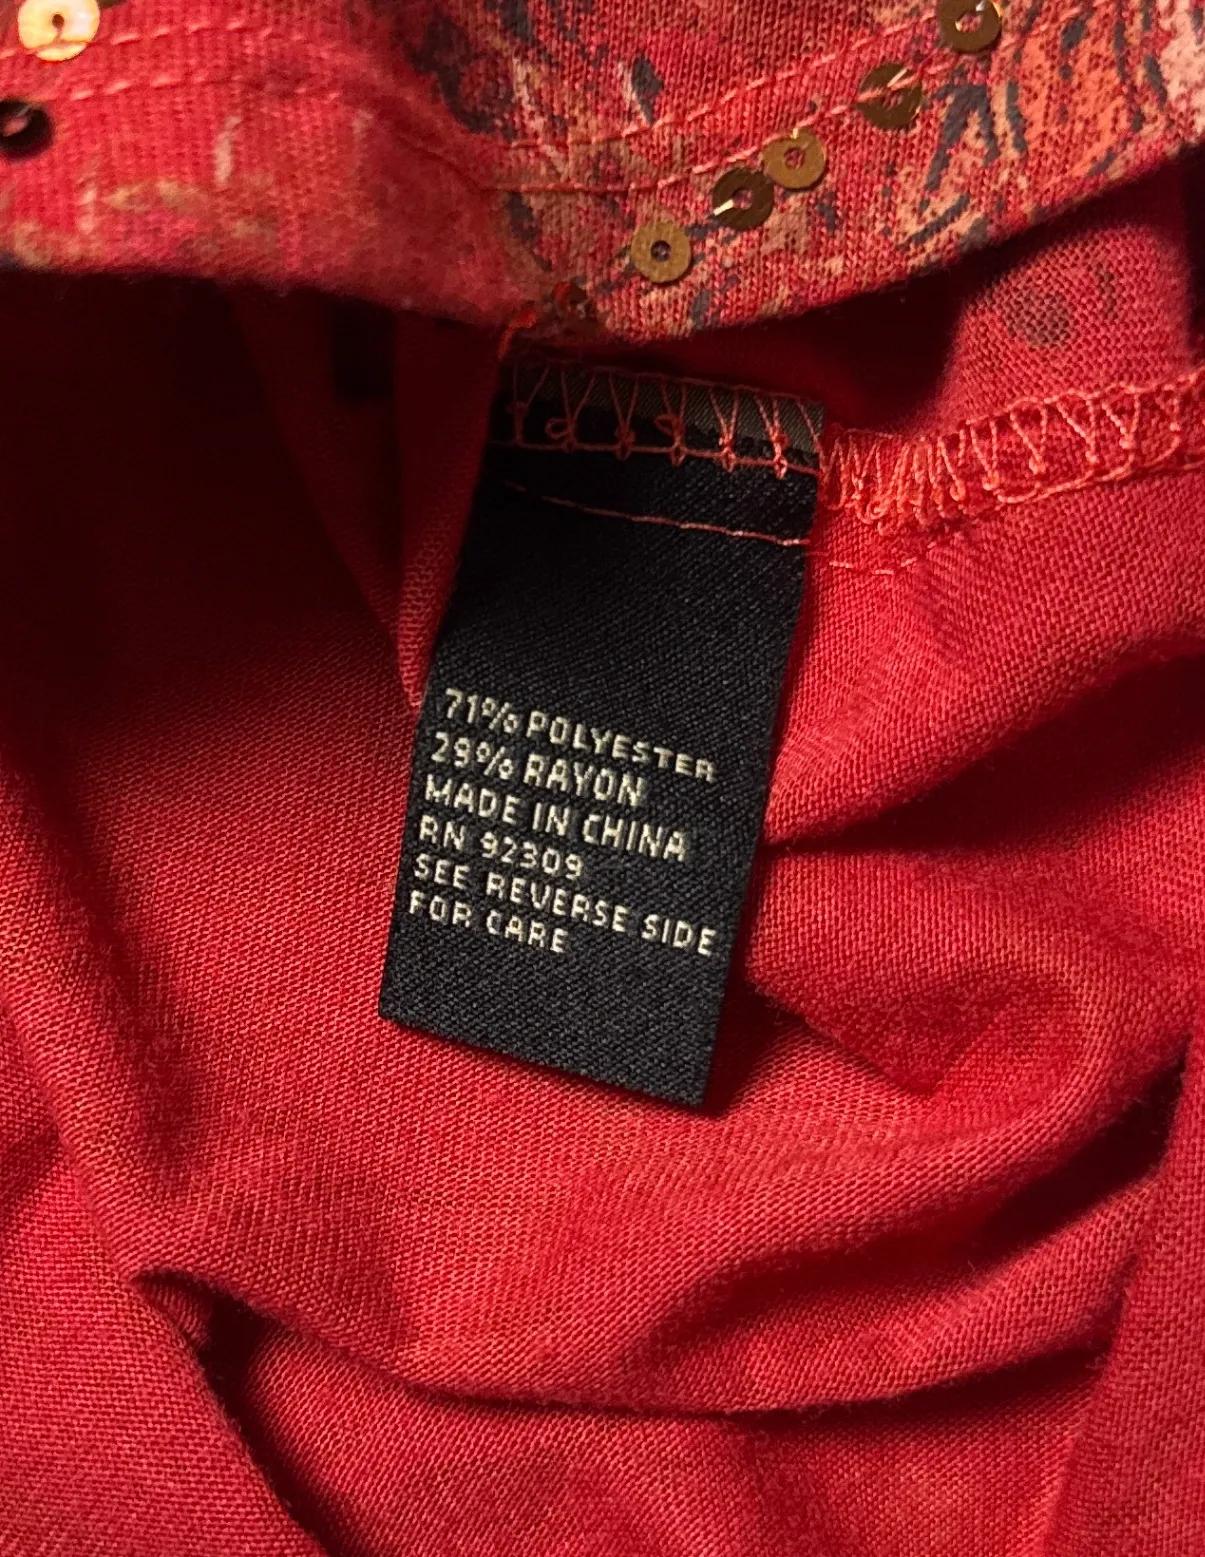 71% POLYESTER
29% RAYON
MADE IN CHINA
RN 92309
SEE REVERSE SIDE
FOR CARE